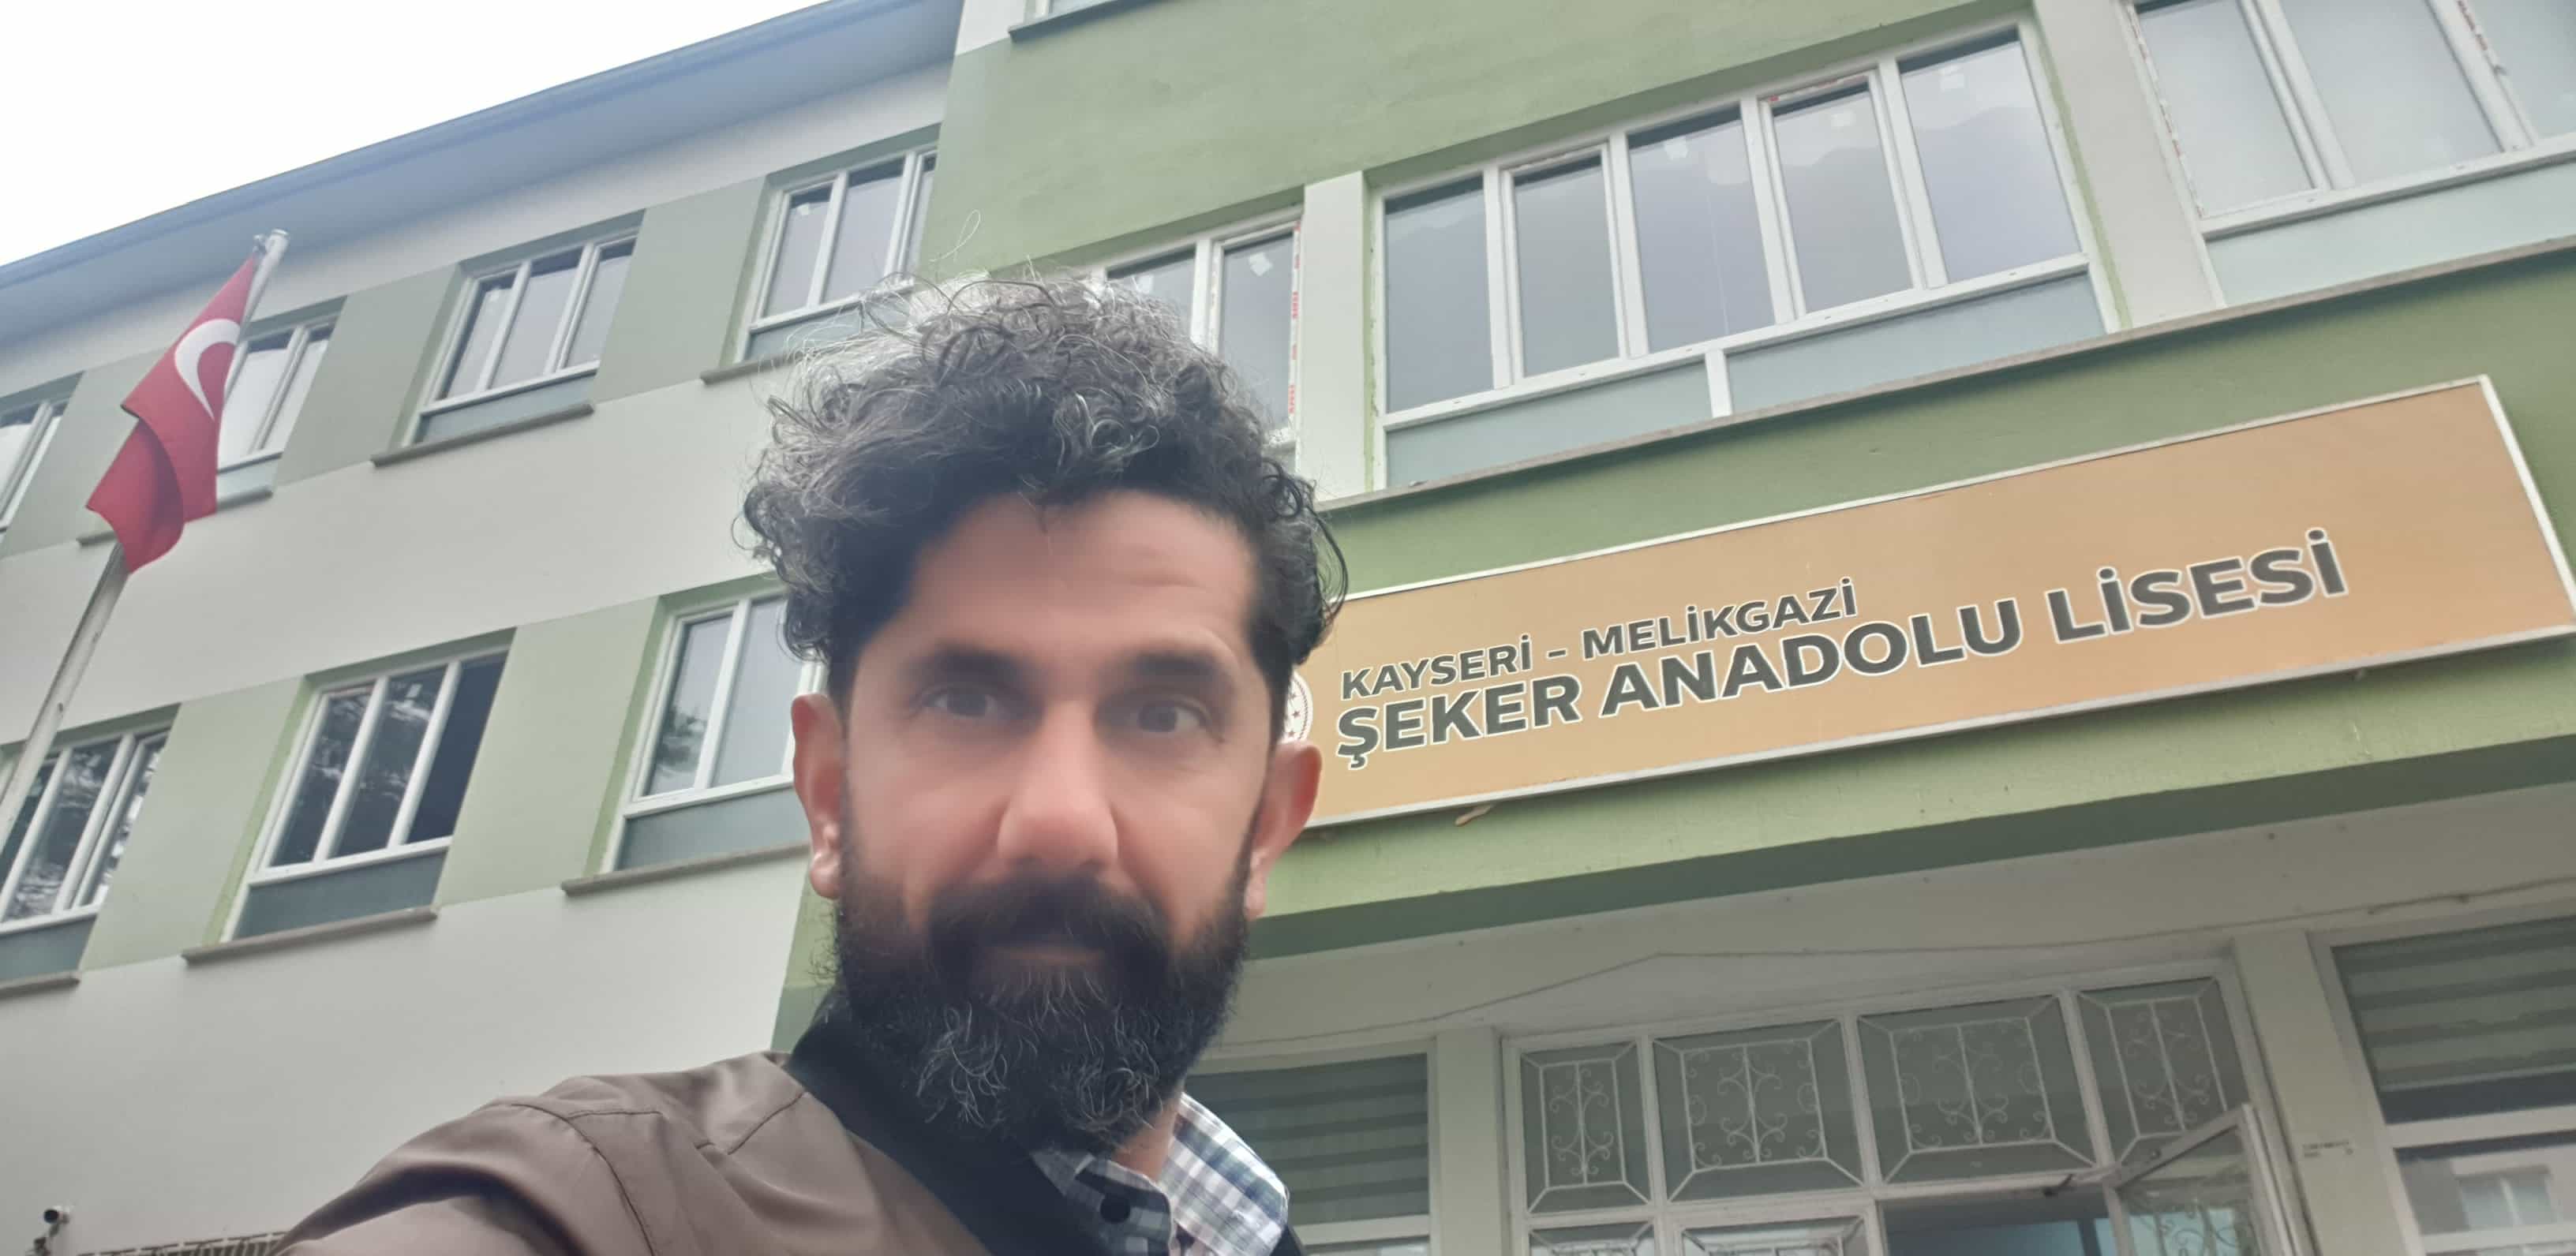 KAYSERİ - MELİKGAZİ
ŞEKER ANADOLU LİSESİ